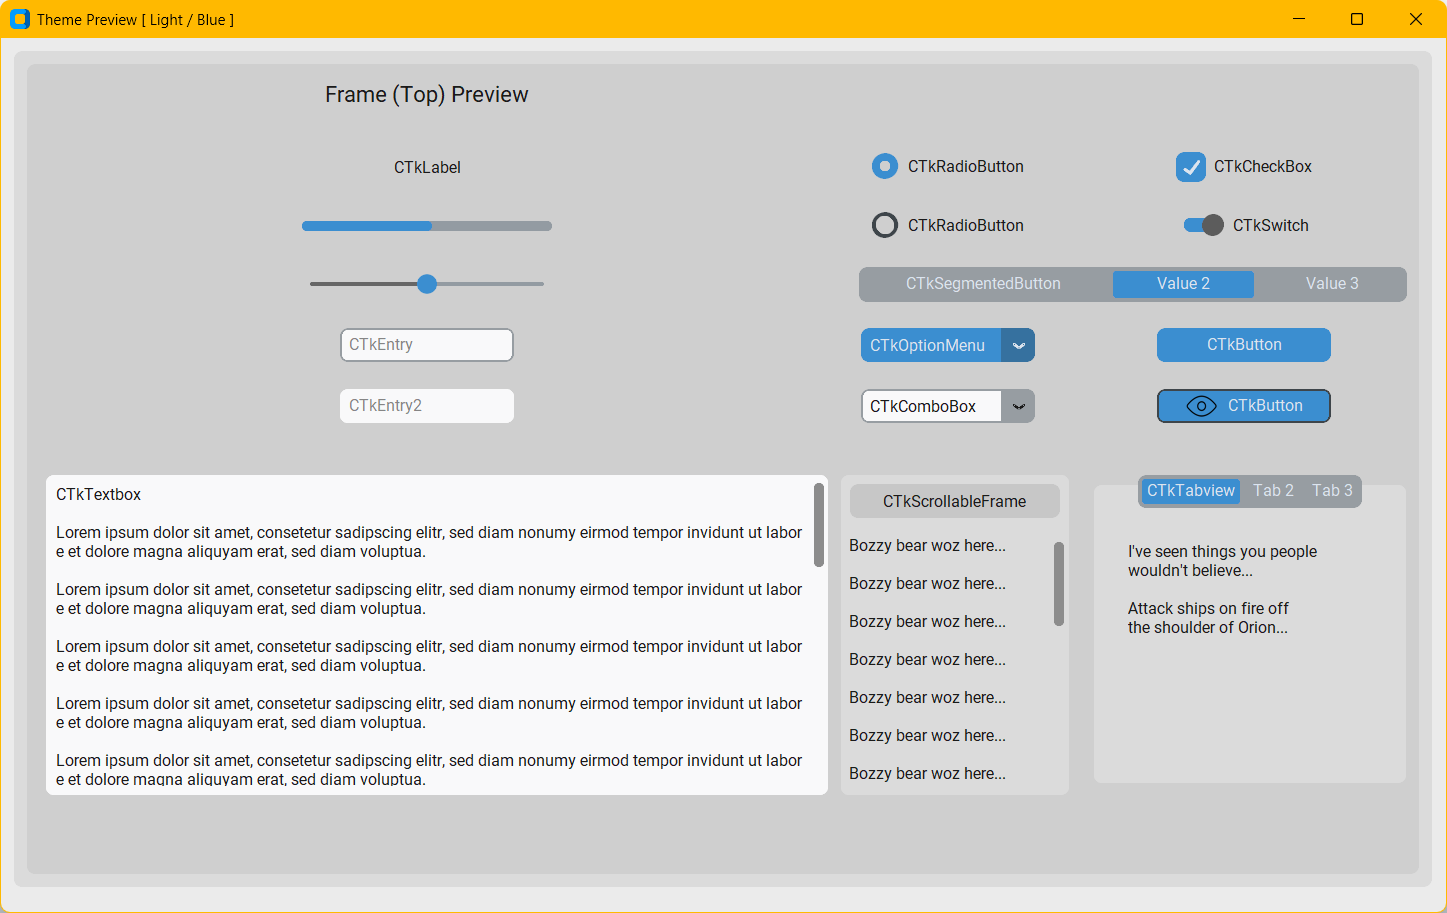 Theme Preview [ Light / Blue ]
Frame (Top) Preview
CTkLabel
CTkEntry
CTkEntry2
CTkRadioButton
CTkCheckBox
CTkRadioButton
CTkSwitch
CTkSegmentedButton Value 2 Value 3
CTkOptionMenu
CTkButton
CTkComboBox
CTkButton
CTkTextbox
Lorem ipsum dolor sit amet, consetetur sadipscing elitr, sed diam nonumy eirmod tempor invidunt ut labor
e et dolore magna aliquyam erat, sed diam voluptua.
Lorem ipsum dolor sit amet, consetetur sadipscing elitr, sed diam nonumy eirmod tempor invidunt ut labor
e et dolore magna aliquyam erat, sed diam voluptua.
Lorem ipsum dolor sit amet, consetetur sadipscing elitr, sed diam nonumy eirmod tempor invidunt ut labor
e et dolore magna aliquyam erat, sed diam voluptua.
Lorem ipsum dolor sit amet, consetetur sadipscing elitr, sed diam nonumy eirmod tempor invidunt ut labor
e et dolore magna aliquyam erat, sed diam voluptua.
Lorem ipsum dolor sit amet, consetetur sadipscing elitr, sed diam nonumy eirmod tempor invidunt ut labor
e et dolore magna aliquyam erat, sed diam voluptua.
CTkScrollableFrame
Bozzy bear woz here...
Bozzy bear woz here...
Bozzy bear woz here...
Bozzy bear woz here...
Bozzy bear woz here...
Bozzy bear woz here...
Bozzy bear woz here...
CTkTabview Tab 2 Tab 3
I've seen things you people
wouldn't believe...
Attack ships on fire off
the shoulder of Orion...